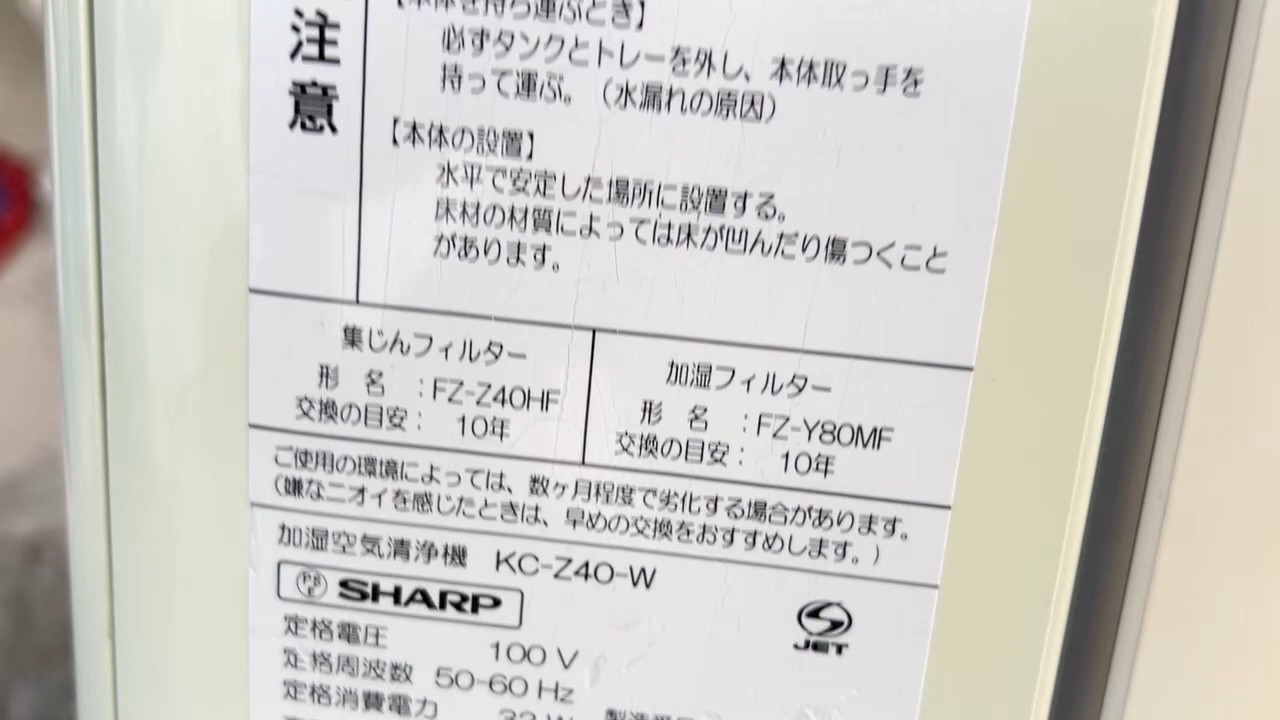 注意
【本体を持ち運ぶとき】
必ずタンクとトレーを外し、本体取っ手を
持って運ぶ。（水漏れの原因）
【本体の設置】
水平で安定した場所に設置する。
床材の材質によっては床が凹んだり傷つくこと
があります。
集じんフィルター
形 名 ：FZ-Z40HF
交換の目安： 10年
加湿フィルター
形 名 ：FZ-Y80MF
交換の目安： 10年
ご使用の環境によっては、数ヶ月程度で劣化する場合があります。
（嫌なニオイを感じたときは、早めの交換をおすすめします。）
加湿空気清浄機 KC-Z40-W
PSE SHARP
JET
定格電圧 100 V
定格周波数 50-60 Hz
定格消費電力